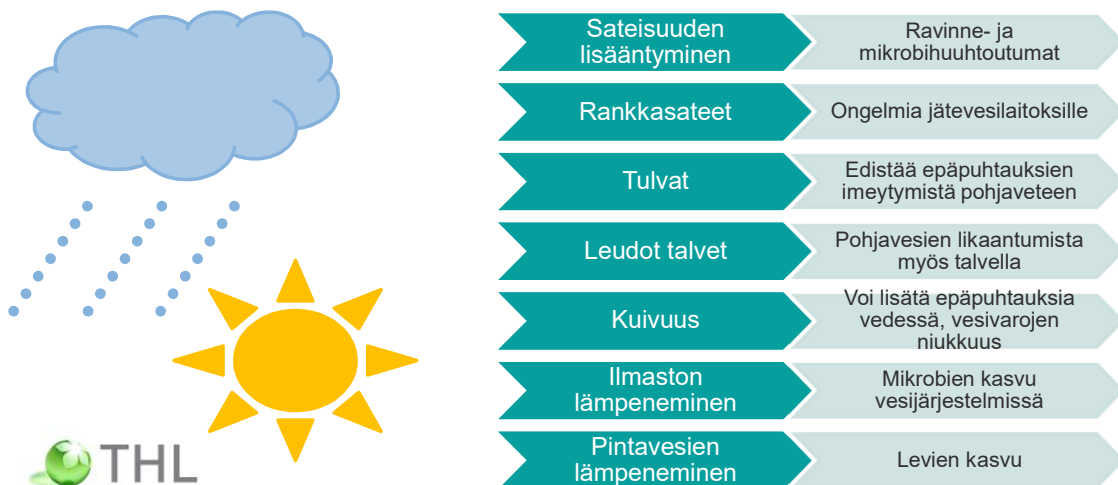 Sateisuuden
lisääntyminen
Ravinne- ja
mikrobihuuhtoutumat
Rankkasateet
Ongelmia jätevesilaitoksille
Tulvat
Edistää epäpuhtauksien
imeytymistä pohjaveteen
Leudot talvet
Pohjavesien likaantumista
myös talvella
Kuivuus
Voi lisätä epäpuhtauksia
vedessä, vesivarojen
niukkuus
Ilmaston
lämpeneminen
Mikrobien kasvu
vesijärjestelmissä
Pintavesien
lämpeneminen
Levien kasvu
THL